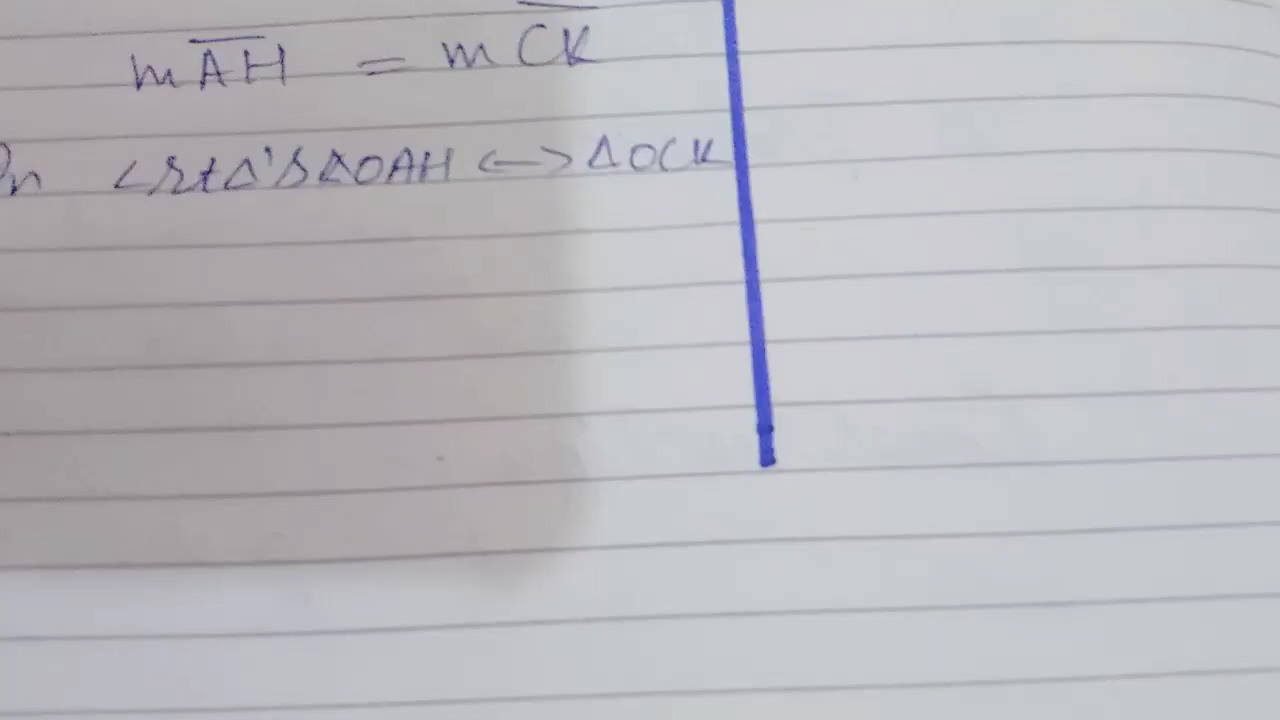 mAH = mCK
In <rt△'s △OAH <-> △OCK